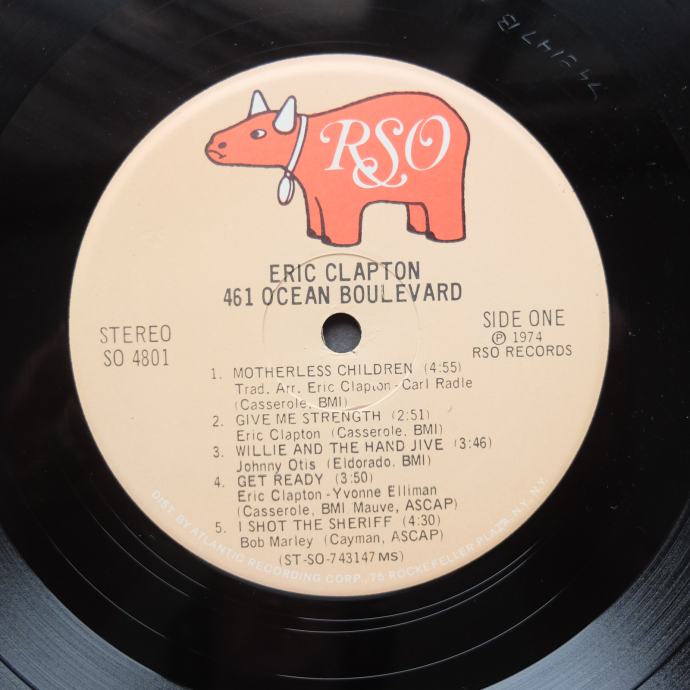 RSO
ERIC CLAPTON
461 OCEAN BOULEVARD
STEREO
SO 4801
SIDE ONE
Ⓟ 1974
RSO RECORDS
1. MOTHERLESS CHILDREN (4:55)
Trad. Arr. Eric Clapton-Carl Radle
(Casserole, BMI)
2. GIVE ME STRENGTH (2:51)
Eric Clapton (Casserole, BMI)
3. WILLIE AND THE HAND JIVE (3:46)
Johnny Otis (Eldorado, BMI)
4. GET READY (3:50)
Eric Clapton-Yvonne Elliman
(Casserole, BMI Mauve, ASCAP)
5. I SHOT THE SHERIFF (4:30)
Bob Marley (Cayman, ASCAP)
(ST-SO-743147 MS)
DIST. BY ATLANTIC RECORDING CORP., 75 ROCKEFELLER PLAZA, N.Y. N.Y.